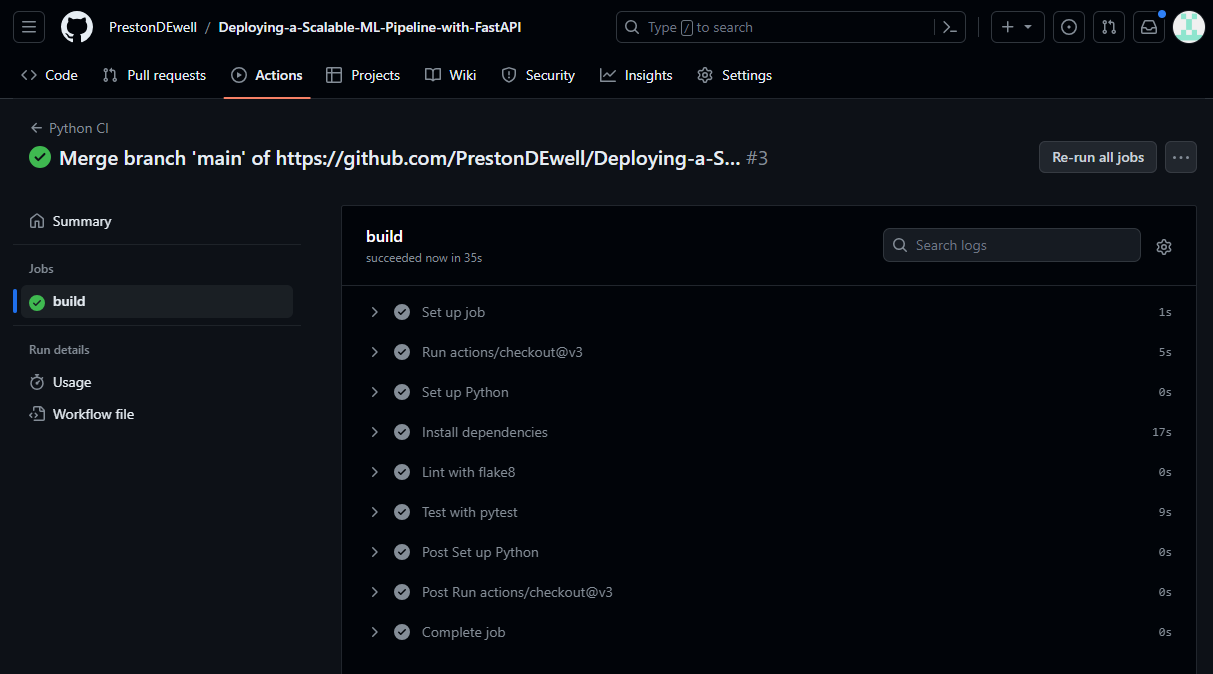 PrestonDEwell / Deploying-a-Scalable-ML-Pipeline-with-FastAPI
Type / to search
Code Pull requests Actions Projects Wiki Security Insights Settings
Python CI
Merge branch 'main' of https://github.com/PrestonDEwell/Deploying-a-S... #3
Re-run all jobs
Summary
Jobs
build
Run details
Usage
Workflow file
build
succeeded now in 35s
Search logs
Set up job 1s
Run actions/checkout@v3 5s
Set up Python 0s
Install dependencies 17s
Lint with flake8 0s
Test with pytest 9s
Post Set up Python 0s
Post Run actions/checkout@v3 0s
Complete job 0s